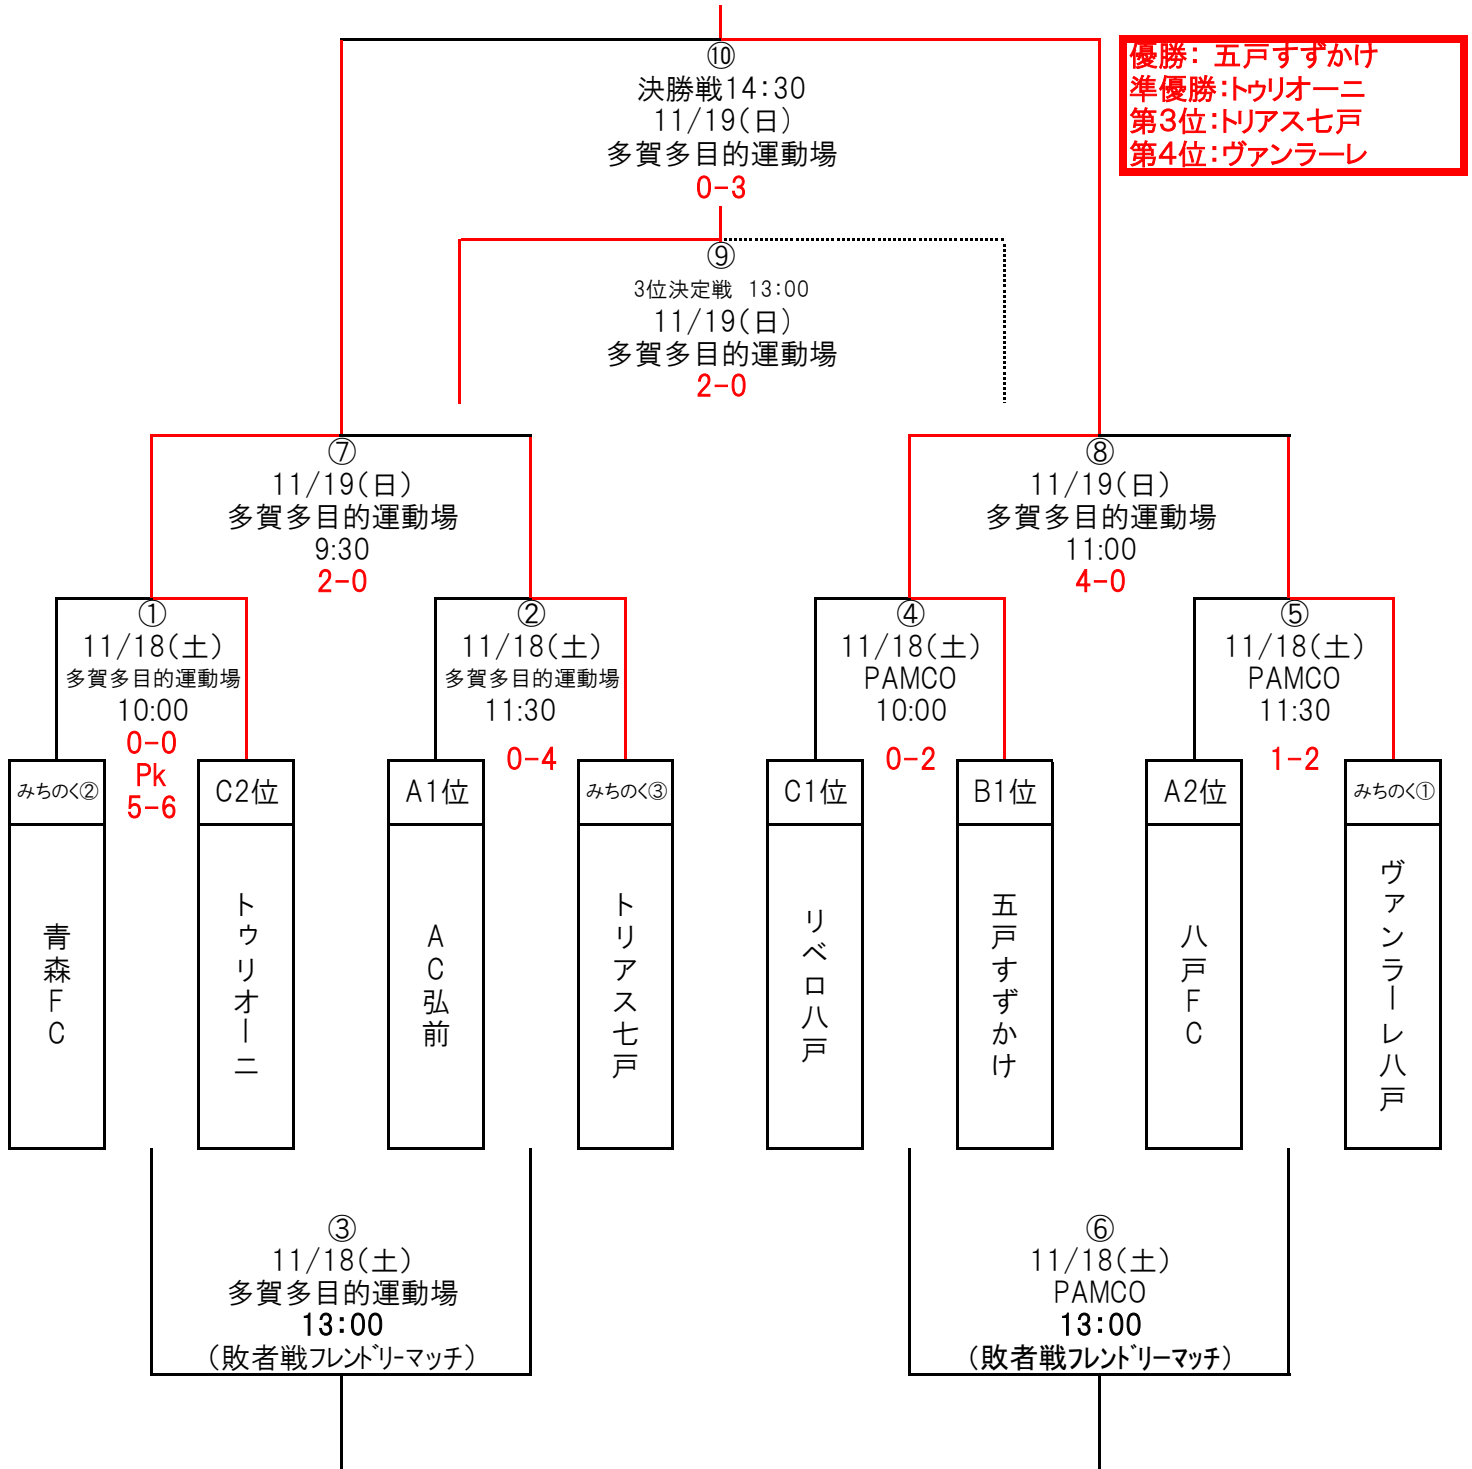 ⑩
決勝戦14：30
11/19(日)
多賀多目的運動場
0-3
優勝： 五戸すずかけ
準優勝：トゥリオーニ
第3位：トリアス七戸
第4位：ヴァンラーレ
⑨
3位決定戦　13：00
11/19(日)
多賀多目的運動場
2-0
⑦
11/19(日)
多賀多目的運動場
9:30
2-0
⑧
11/19(日)
多賀多目的運動場
11:00
4-0
①
11/18(土)
多賀多目的運動場
10:00
0-0
Pk
5-6
②
11/18(土)
多賀多目的運動場
11:30
0-4
④
11/18(土)
PAMCO
10:00
0-2
⑤
11/18(土)
PAMCO
11:30
1-2
みちのく②
C2位
A1位
みちのく③
C1位
B1位
A2位
みちのく①
青森FC
トゥリオーニ
AC弘前
トリアス七戸
リベロ八戸
五戸すずかけ
八戸FC
ヴァンラーレ八戸
③
11/18(土)
多賀多目的運動場
13：00
(敗者戦フレンドリーマッチ)
⑥
11/18(土)
PAMCO
13：00
(敗者戦フレンドリーマッチ)